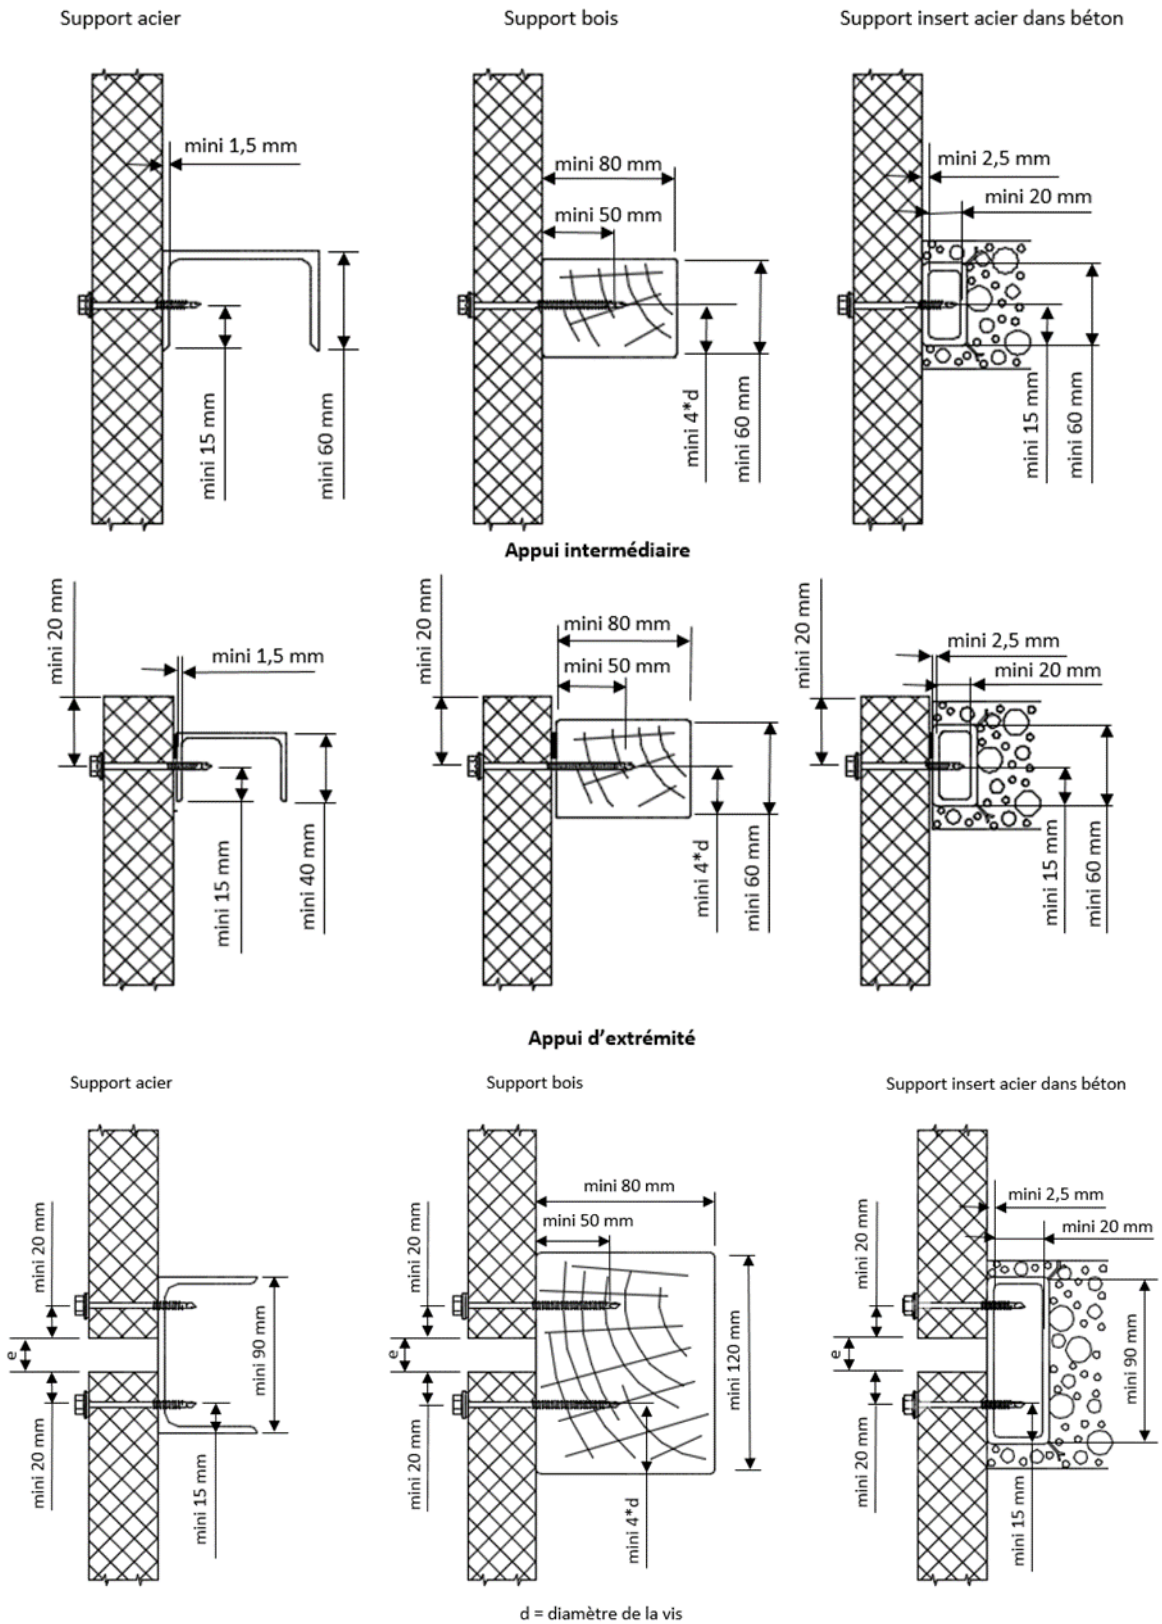 Support acier
Support bois
Support insert acier dans béton
mini 1,5 mm
mini 15 mm
mini 60 mm
mini 80 mm
mini 50 mm
mini 4*d
mini 60 mm
mini 2,5 mm
mini 20 mm
mini 15 mm
mini 60 mm
Appui intermédiaire
mini 20 mm
mini 1,5 mm
mini 15 mm
mini 40 mm
mini 20 mm
mini 80 mm
mini 50 mm
mini 4*d
mini 60 mm
mini 20 mm
mini 2,5 mm
mini 20 mm
mini 15 mm
mini 60 mm
Appui d'extrémité
Support acier
Support bois
Support insert acier dans béton
mini 20 mm
e
mini 20 mm
mini 15 mm
mini 90 mm
mini 20 mm
e
mini 20 mm
mini 80 mm
mini 50 mm
mini 4*d
mini 120 mm
mini 20 mm
e
mini 20 mm
mini 2,5 mm
mini 20 mm
mini 15 mm
mini 90 mm
d = diamètre de la vis